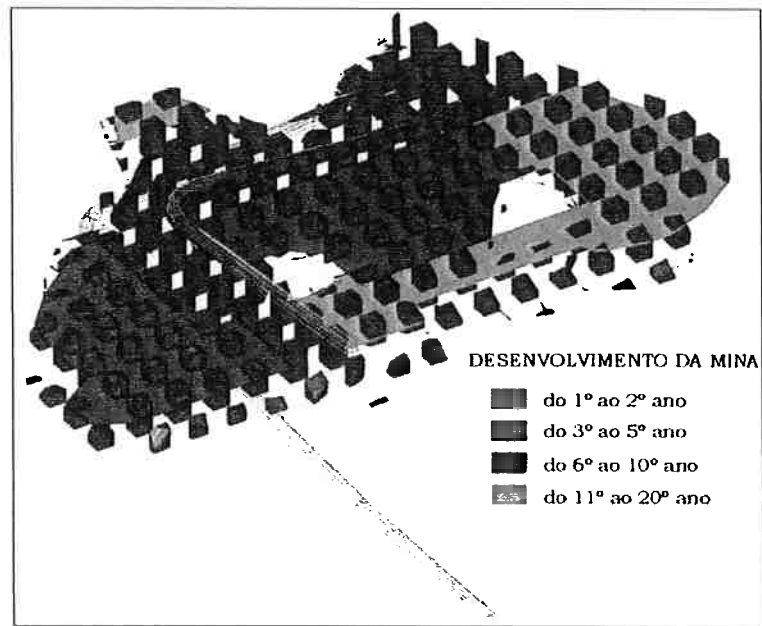 DESENVOLVIMENTO DA MINA
do 1º ao 2º ano
do 3º ao 5º ano
do 6º ao 10º ano
do 11º ao 20º ano